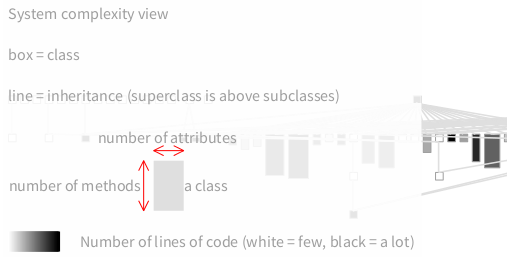 System complexity view
box = class
line = inheritance (superclass is above subclasses)
number of attributes
number of methods
a class
Number of lines of code (white = few, black = a lot)